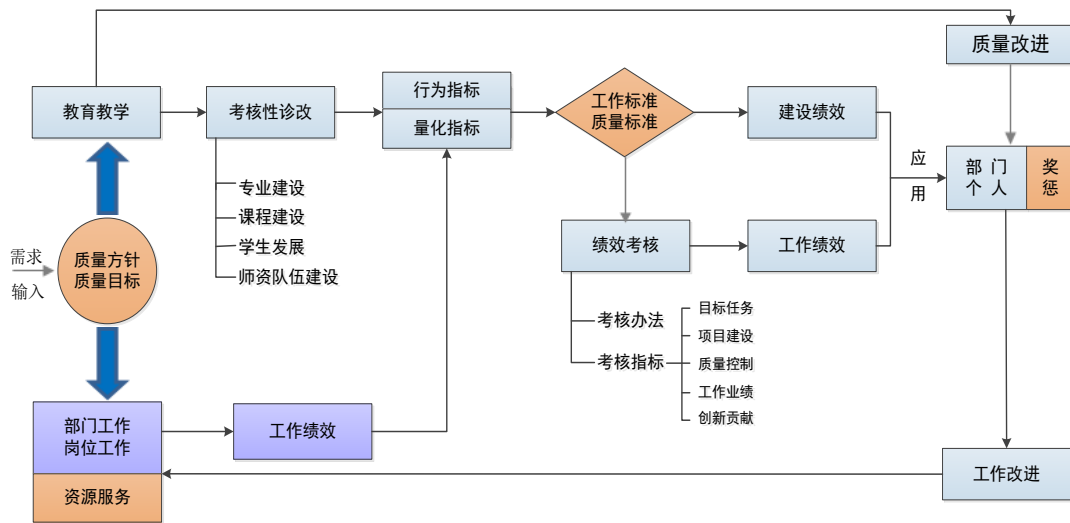 质量改进
教育教学
考核性诊改
行为指标
量化指标
工作标准
质量标准
建设绩效
应
用
部 门
个 人
奖
惩
专业建设
课程建设
学生发展
师资队伍建设
需求
输入
质量方针
质量目标
绩效考核
工作绩效
考核办法
考核指标
目标任务
项目建设
质量控制
工作业绩
创新贡献
部门工作
岗位工作
工作绩效
资源服务
工作改进